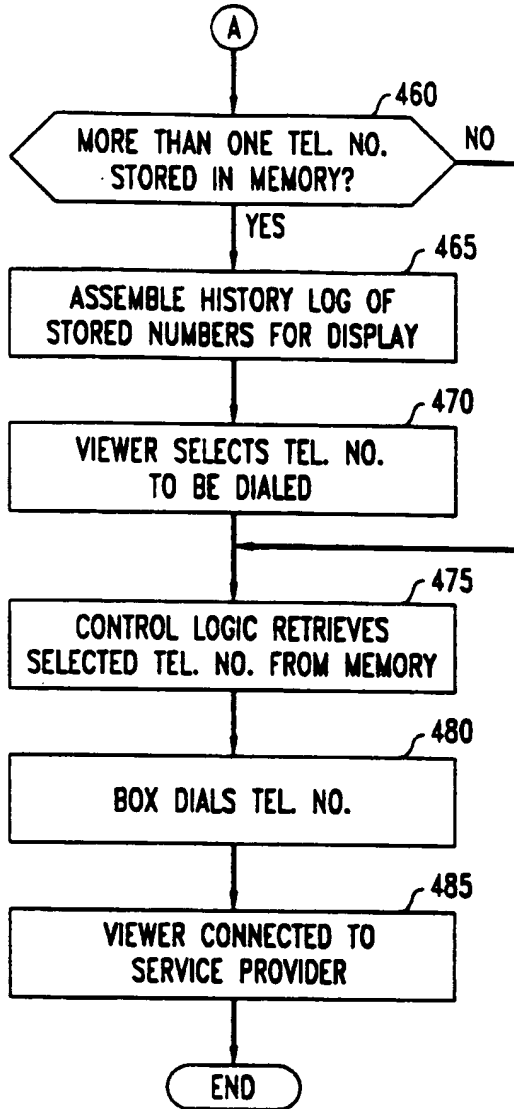 A
460
MORE THAN ONE TEL. NO.
STORED IN MEMORY?
NO
YES
465
ASSEMBLE HISTORY LOG OF
STORED NUMBERS FOR DISPLAY
470
VIEWER SELECTS TEL. NO.
TO BE DIALED
475
CONTROL LOGIC RETRIEVES
SELECTED TEL. NO. FROM MEMORY
480
BOX DIALS TEL. NO.
485
VIEWER CONNECTED TO
SERVICE PROVIDER
END